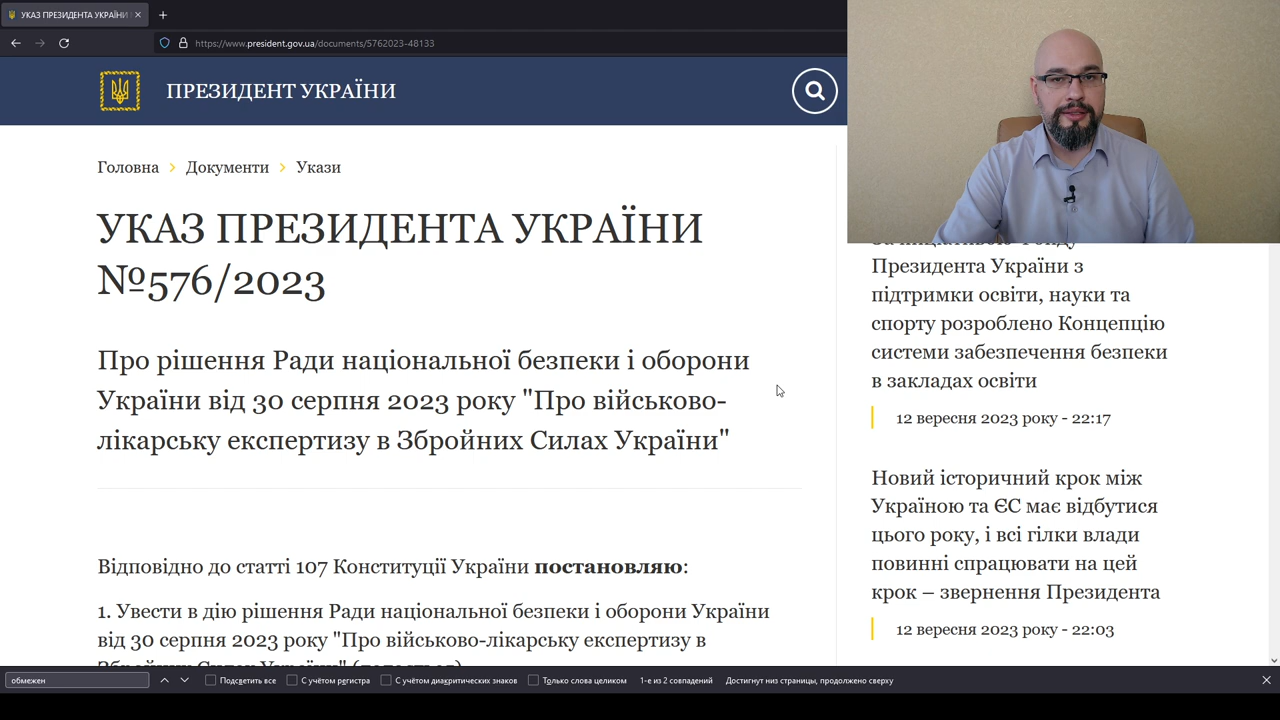 УКАЗ ПРЕЗИДЕНТА УКРАЇНИ
https://www.president.gov.ua/documents/5762023-48133
ПРЕЗИДЕНТ УКРАЇНИ
Головна > Документи > Укази
УКАЗ ПРЕЗИДЕНТА УКРАЇНИ
№576/2023
Про рішення Ради національної безпеки і оборони
України від 30 серпня 2023 року "Про військово-
лікарську експертизу в Збройних Силах України"
Відповідно до статті 107 Конституції України постановляю:
1. Увести в дію рішення Ради національної безпеки і оборони України
від 30 серпня 2023 року "Про військово-лікарську експертизу в
Збройних Силах України" (додається).
Президента України з
підтримки освіти, науки та
спорту розроблено Концепцію
системи забезпечення безпеки
в закладах освіти
12 вересня 2023 року - 22:17
Новий історичний крок між
Україною та ЄС має відбутися
цього року, і всі гілки влади
повинні спрацювати на цей
крок – звернення Президента
12 вересня 2023 року - 22:03
обмежен
Подсветить все
С учётом регистра
С учётом диакритических знаков
Только слова целиком
1-е из 2 совпадений
Достигнут низ страницы, продолжено сверху